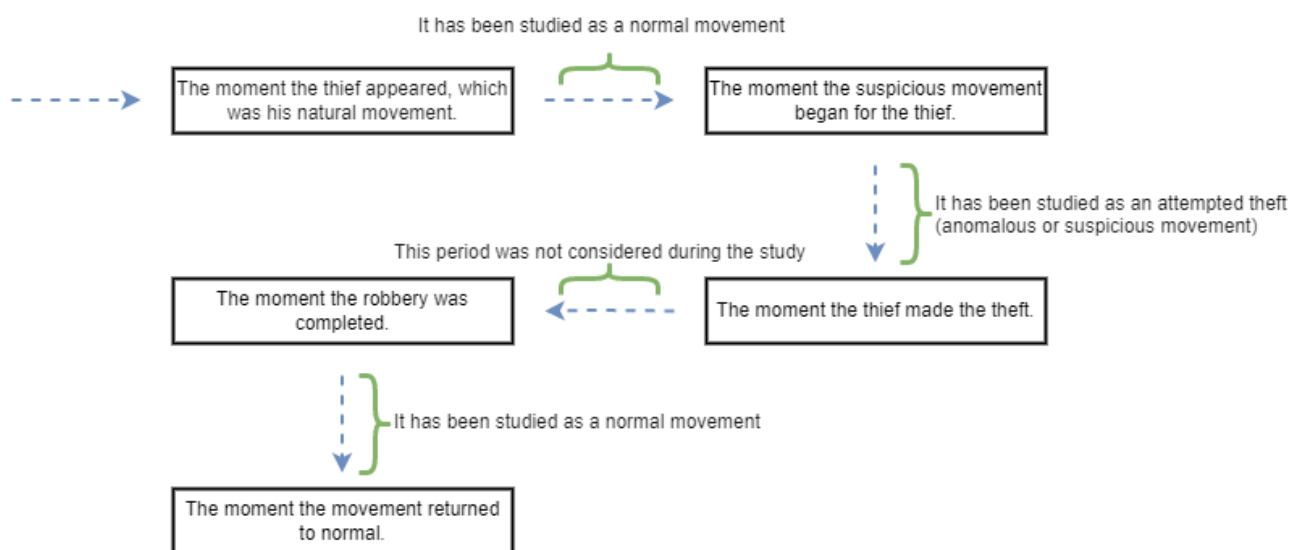 It has been studied as a normal movement
The moment the thief appeared, which
was his natural movement.
The moment the suspicious movement
began for the thief.
It has been studied as an attempted theft
(anomalous or suspicious movement)
This period was not considered during the study
The moment the robbery was
completed.
The moment the thief made the theft.
It has been studied as a normal movement
The moment the movement returned
to normal.